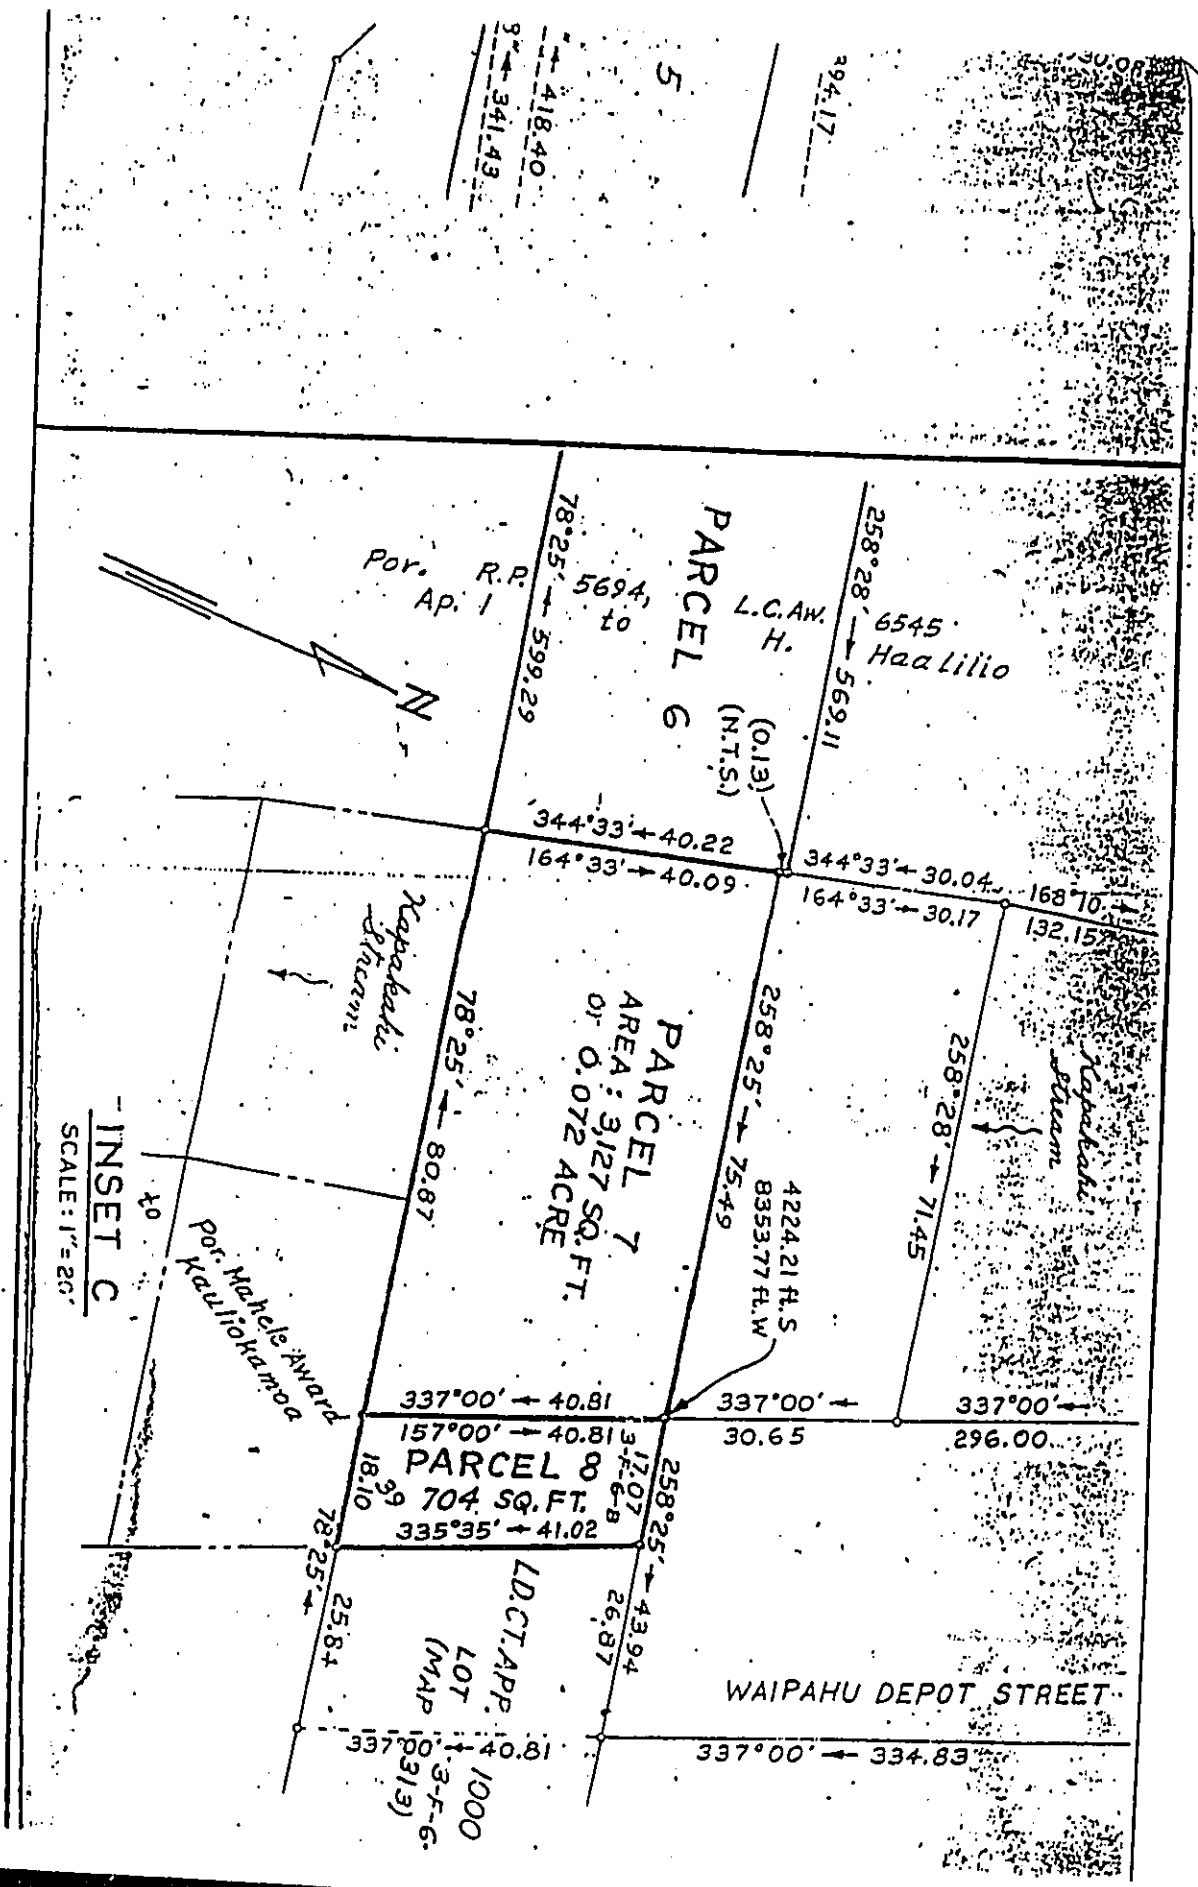 30.08
394.17
5
418.40
341.43
258°28' 569.11
6545
Haalilio
L.C.Aw.
H.
PARCEL 6
(0.13)
(N.T.S.)
5694,
to
R.P.
Por.
Ap. 1
78°25' 599.29
N
344°33' 40.22
164°33' 40.09
344°33' 30.04
164°33' 30.17
168°10'
132.15
Kapakahi
Stream
Kapakahi
Stream
258°28' 71.45
258°25' 75.49
PARCEL 7
AREA: 3,127 SQ. FT.
or 0.072 ACRE
78°25' 80.87
4224.21 ft. S
8353.77 ft. W
INSET C
SCALE: 1"=20'
to
por. Mahele Award
Kauliokamoa
337°00' 40.81
157°00' 40.81
337°00'
30.65
337°00'
296.00
PARCEL 8
704 SQ. FT.
3-F-6-B
17.07
39
18.10
335°35' 41.02
258°25' 43.94
26.87
78°25'
25.84
LD.CT.APP. 1000
LOT 3-F-6
(MAP 313)
WAIPAHU DEPOT STREET
337°00' 40.81
337°00' 334.83